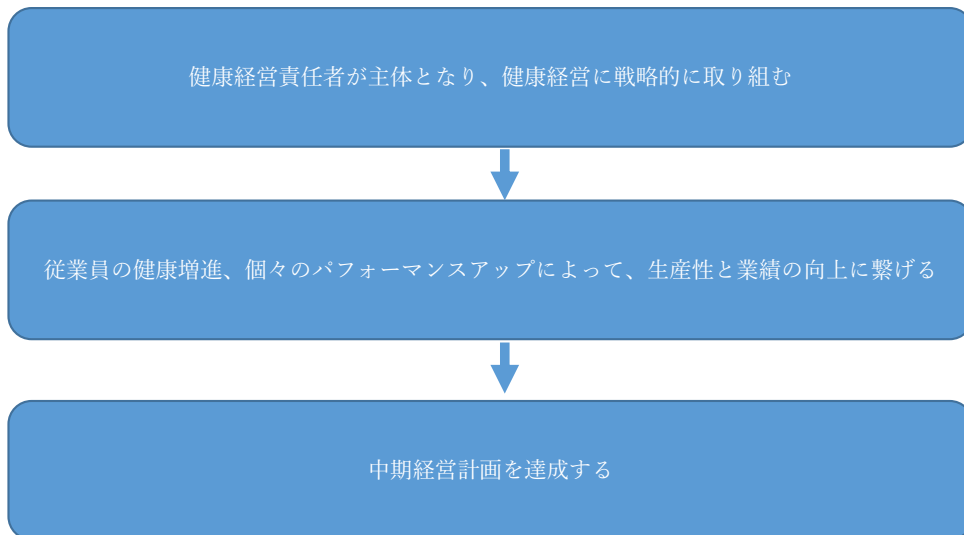 健康経営責任者が主体となり、健康経営に戦略的に取り組む
従業員の健康増進、個々のパフォーマンスアップによって、生産性と業績の向上に繋げる
中期経営計画を達成する